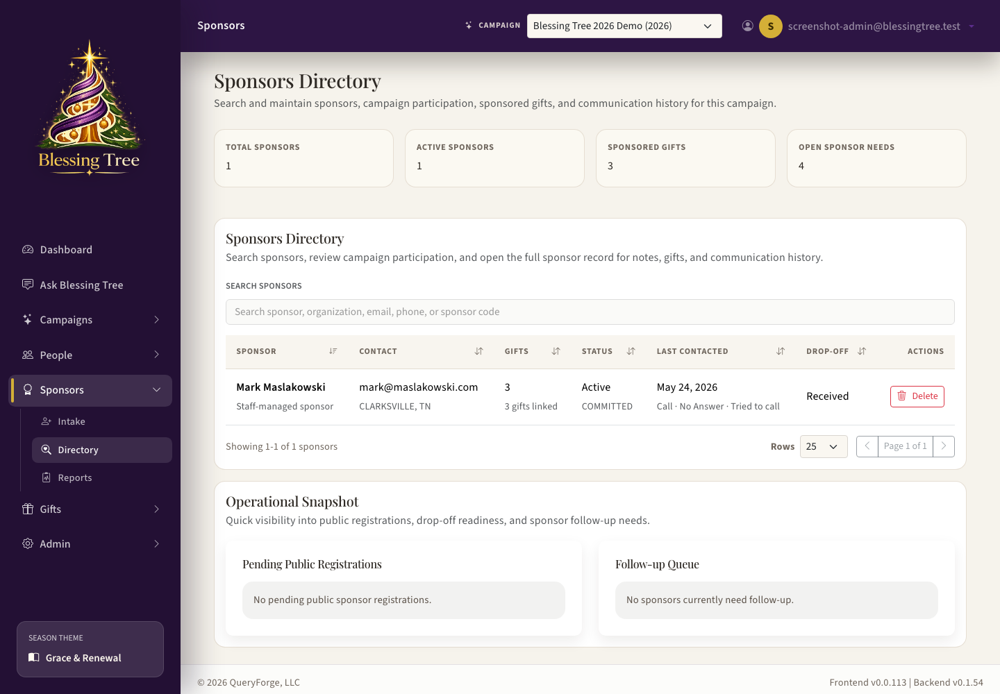 Blessing Tree
Dashboard
Ask Blessing Tree
Campaigns
People
Sponsors
Intake
Directory
Reports
Gifts
Admin
SEASON THEME
Grace & Renewal
Sponsors
CAMPAIGN
Blessing Tree 2026 Demo (2026)
S
screenshot-admin@blessingtree.test
Sponsors Directory
Search and maintain sponsors, campaign participation, sponsored gifts, and communication history for this campaign.
TOTAL SPONSORS
1
ACTIVE SPONSORS
1
SPONSORED GIFTS
3
OPEN SPONSOR NEEDS
4
Sponsors Directory
Search sponsors, review campaign participation, and open the full sponsor record for notes, gifts, and communication history.
SEARCH SPONSORS
Search sponsor, organization, email, phone, or sponsor code
SPONSOR CONTACT GIFTS STATUS LAST CONTACTED DROP-OFF ACTIONS
Mark Maslakowski mark@maslakowski.com 3 Active May 24, 2026 Received Delete
Staff-managed sponsor CLARKSVILLE, TN 3 gifts linked COMMITTED Call · No Answer · Tried to call
Showing 1-1 of 1 sponsors
Rows 25 Page 1 of 1
Operational Snapshot
Quick visibility into public registrations, drop-off readiness, and sponsor follow-up needs.
Pending Public Registrations
No pending public sponsor registrations.
Follow-up Queue
No sponsors currently need follow-up.
© 2026 QueryForge, LLC
Frontend v0.0.113 | Backend v0.1.54